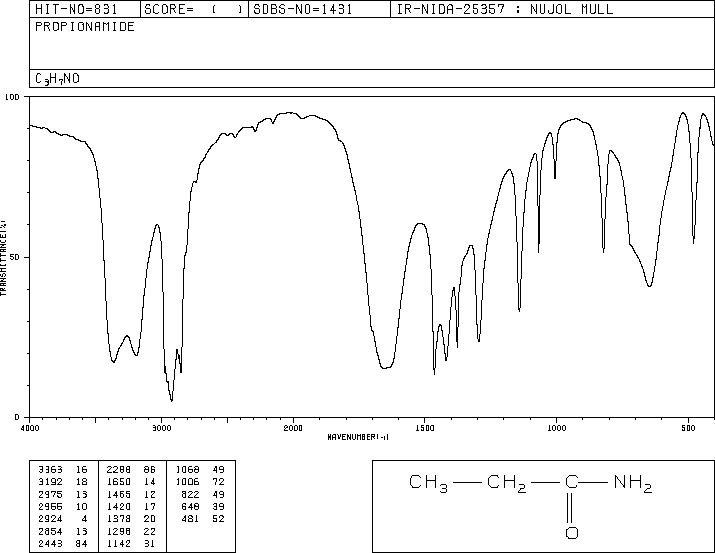 HIT-NO=831 SCORE= ( ) SDBS-NO=1431 IR-NIDA-25357 : NUJOL MULL
PROPIONAMIDE
C3H7NO
100
50
0
TRANSMITTANCE(%)
4000 3000 2000 1500 1000 500
WAVENUMBER(-1)
3363 16 2288 86 1068 49
3192 18 1650 14 1006 72
2975 13 1465 12 822 49
2966 10 1420 17 648 39
2924 4 1378 20 481 52
2854 13 1298 22
2443 84 1142 31
CH3 CH2 C NH2
O